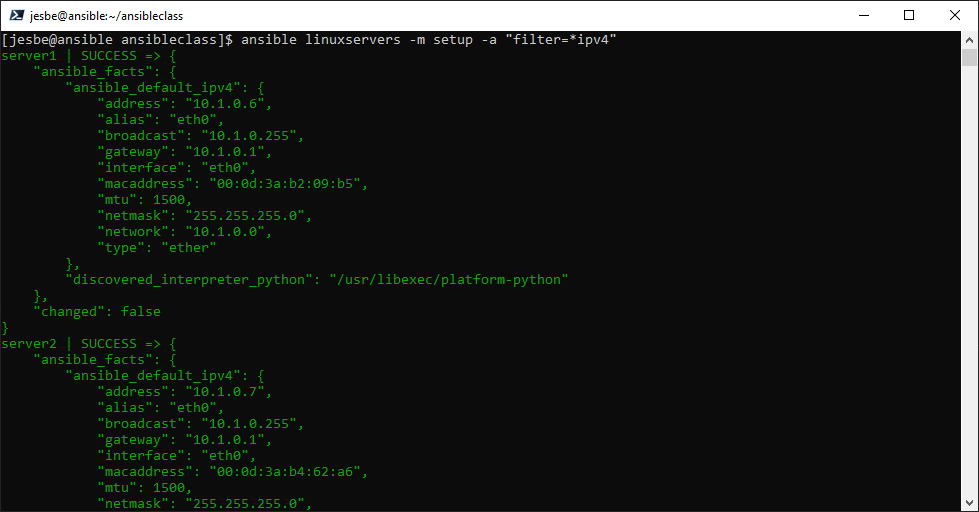 jesbe@ansible:~/ansibleclass
[jesbe@ansible ansibleclass]$ ansible linuxservers -m setup -a "filter=*ipv4"
server1 | SUCCESS => {
    "ansible_facts": {
        "ansible_default_ipv4": {
            "address": "10.1.0.6",
            "alias": "eth0",
            "broadcast": "10.1.0.255",
            "gateway": "10.1.0.1",
            "interface": "eth0",
            "macaddress": "00:0d:3a:b2:09:b5",
            "mtu": 1500,
            "netmask": "255.255.255.0",
            "network": "10.1.0.0",
            "type": "ether"
        },
        "discovered_interpreter_python": "/usr/libexec/platform-python"
    },
    "changed": false
}
server2 | SUCCESS => {
    "ansible_facts": {
        "ansible_default_ipv4": {
            "address": "10.1.0.7",
            "alias": "eth0",
            "broadcast": "10.1.0.255",
            "gateway": "10.1.0.1",
            "interface": "eth0",
            "macaddress": "00:0d:3a:b4:62:a6",
            "mtu": 1500,
            "netmask": "255.255.255.0",